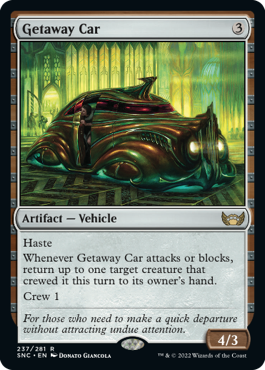 Getaway Car 3
Artifact — Vehicle
Haste
Whenever Getaway Car attacks or blocks,
return up to one target creature that
crewed it this turn to its owner's hand.
Crew 1
For those who need to make a quick departure
without attracting undue attention.
4/3
237/281 R
SNC • EN DONATO GIANCOLA
™ & © 2022 Wizards of the Coast